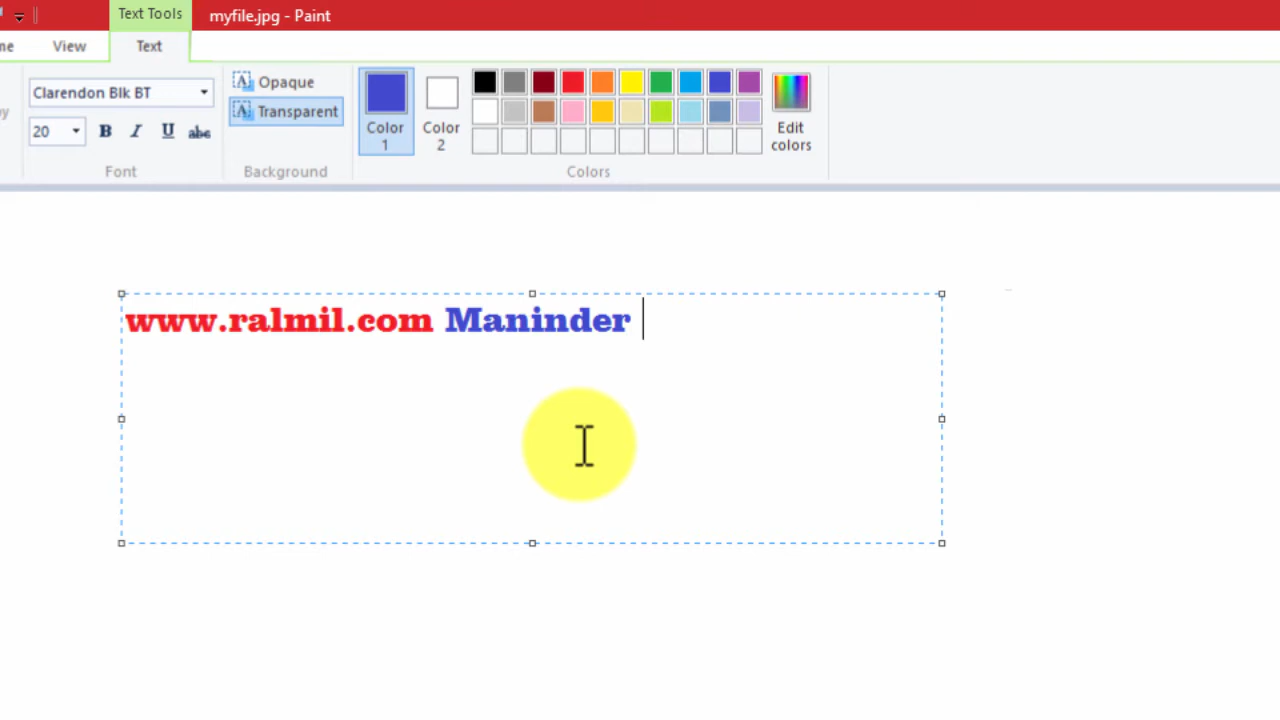 Text Tools myfile.jpg - Paint
View Text
Clarendon Blk BT
20 B I U abc
Font
Opaque
Transparent
Background
Color 1
Color 2
Edit colors
Colors
www.ralmil.com Maninder